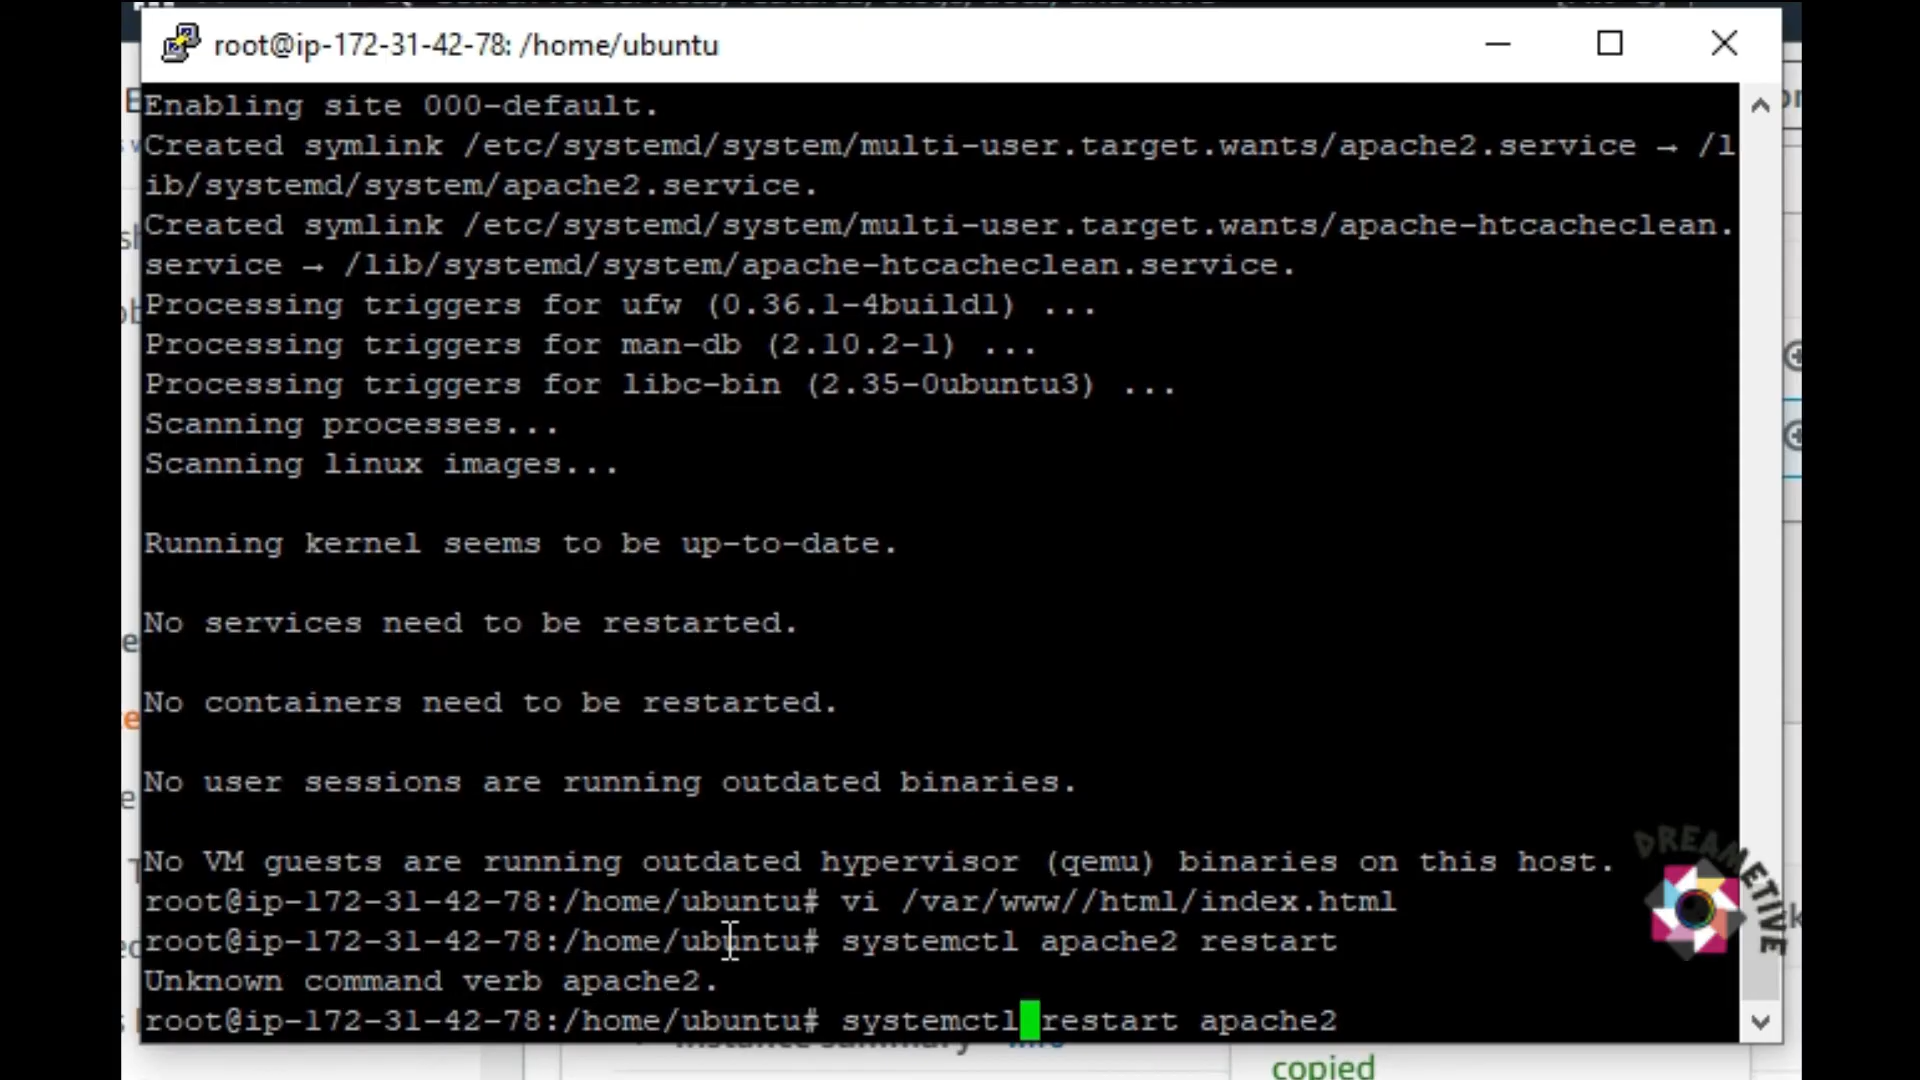 root@ip-172-31-42-78: /home/ubuntu
Enabling site 000-default.
Created symlink /etc/systemd/system/multi-user.target.wants/apache2.service → /l
ib/systemd/system/apache2.service.
Created symlink /etc/systemd/system/multi-user.target.wants/apache-htcacheclean.
service → /lib/systemd/system/apache-htcacheclean.service.
Processing triggers for ufw (0.36.1-4build1) ...
Processing triggers for man-db (2.10.2-1) ...
Processing triggers for libc-bin (2.35-0ubuntu3) ...
Scanning processes...
Scanning linux images...
Running kernel seems to be up-to-date.
No services need to be restarted.
No containers need to be restarted.
No user sessions are running outdated binaries.
No VM guests are running outdated hypervisor (qemu) binaries on this host.
root@ip-172-31-42-78:/home/ubuntu# vi /var/www//html/index.html
root@ip-172-31-42-78:/home/ubuntu# systemctl apache2 restart
Unknown command verb apache2.
root@ip-172-31-42-78:/home/ubuntu# systemctl restart apache2
DREAMETIVE
copied